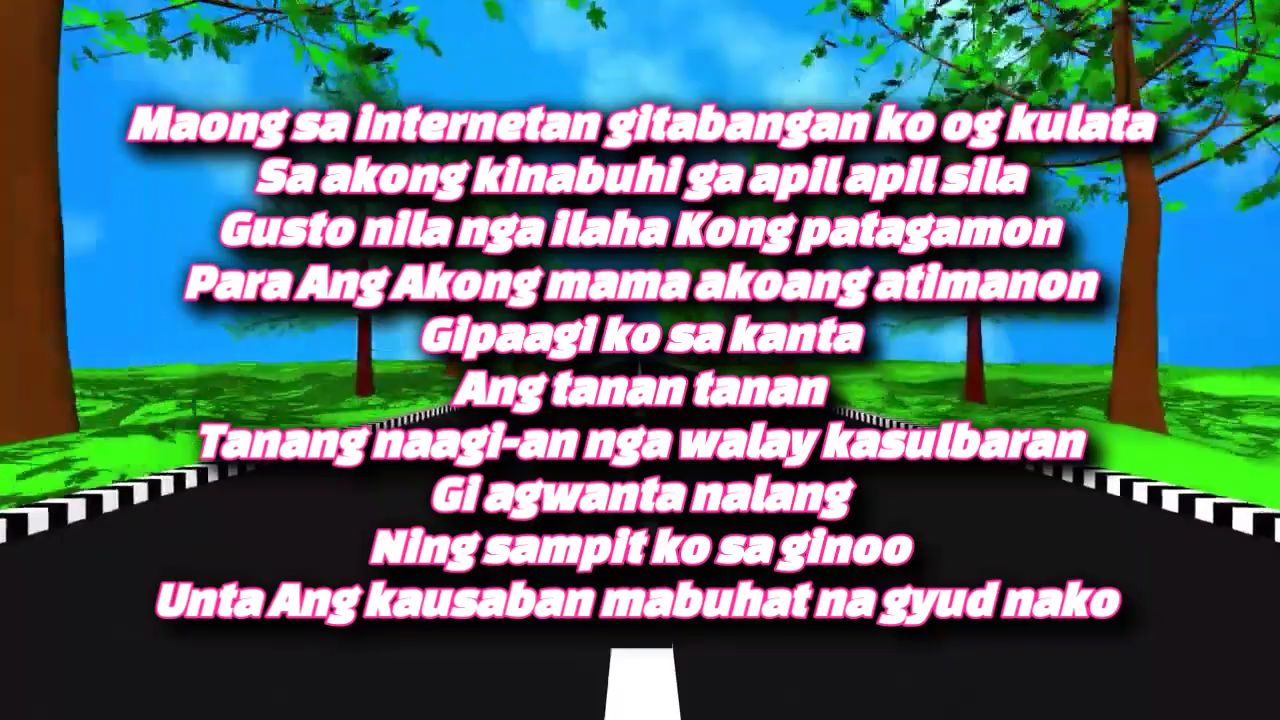 Maong sa internetan gitabangan ko og kulata
Sa akong kinabuhi ga apil apil sila
Gusto nila nga ilaha Kong patagamon
Para Ang Akong mama akoang atimanon
Gipaagi ko sa kanta
Ang tanan tanan
Tanang naagi-an nga walay kasulbaran
Gi agwanta nalang
Ning sampit ko sa ginoo
Unta Ang kausaban mabuhat na gyud nako